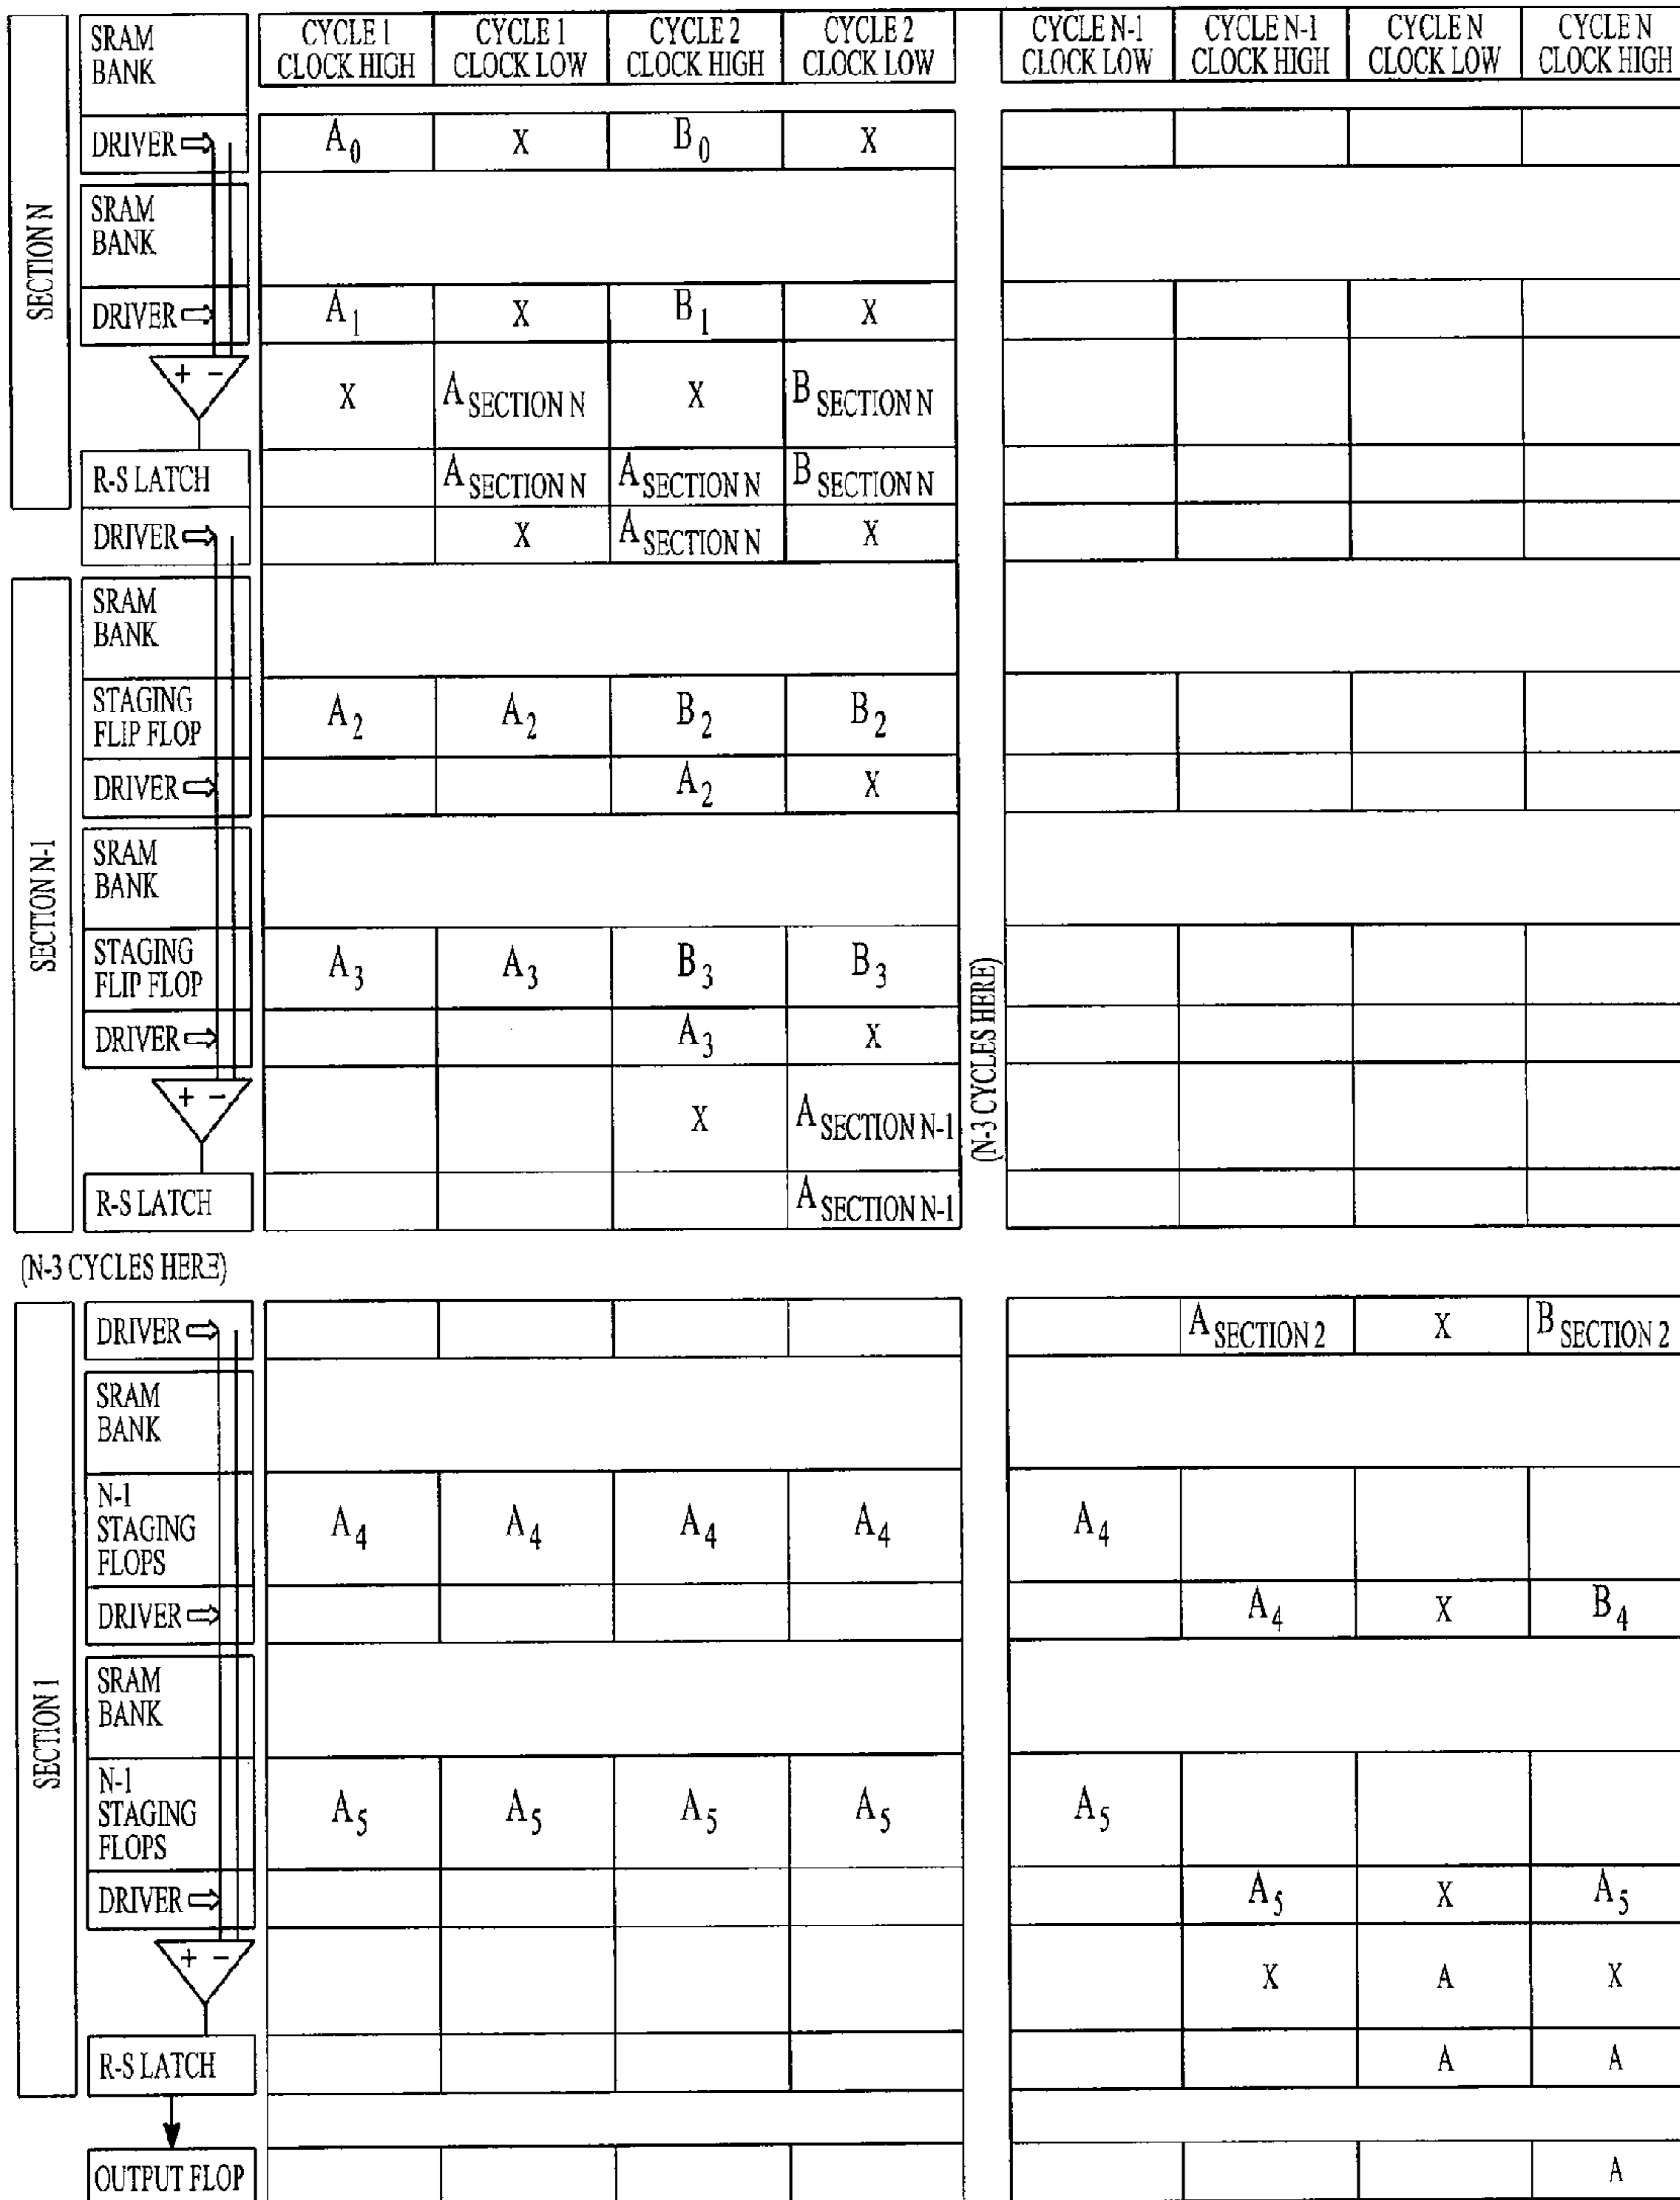 SRAM BANK | CYCLE 1 CLOCK HIGH | CYCLE 1 CLOCK LOW | CYCLE 2 CLOCK HIGH | CYCLE 2 CLOCK LOW | CYCLE N-1 CLOCK LOW | CYCLE N-1 CLOCK HIGH | CYCLE N CLOCK LOW | CYCLE N CLOCK HIGH
SECTION N
DRIVER | A0 | X | B0 | X
SRAM BANK
DRIVER | A1 | X | B1 | X
+ - | X | A SECTION N | X | B SECTION N
R-S LATCH | A SECTION N | A SECTION N | B SECTION N
DRIVER | X | A SECTION N | X
SECTION N-1
SRAM BANK
STAGING FLIP FLOP | A2 | A2 | B2 | B2
DRIVER | A2 | X
SRAM BANK
STAGING FLIP FLOP | A3 | A3 | B3 | B3
DRIVER | A3 | X
+ - | X | A SECTION N-1
R-S LATCH | A SECTION N-1
(N-3 CYCLES HERE)
(N-3 CYCLES HERE)
SECTION 1
DRIVER | A SECTION 2 | X | B SECTION 2
SRAM BANK
N-1 STAGING FLOPS | A4 | A4 | A4 | A4 | A4
DRIVER | A4 | X | B4
SRAM BANK
N-1 STAGING FLOPS | A5 | A5 | A5 | A5 | A5
DRIVER | A5 | X | A5
+ - | X | A | X
R-S LATCH | A | A
OUTPUT FLOP | A